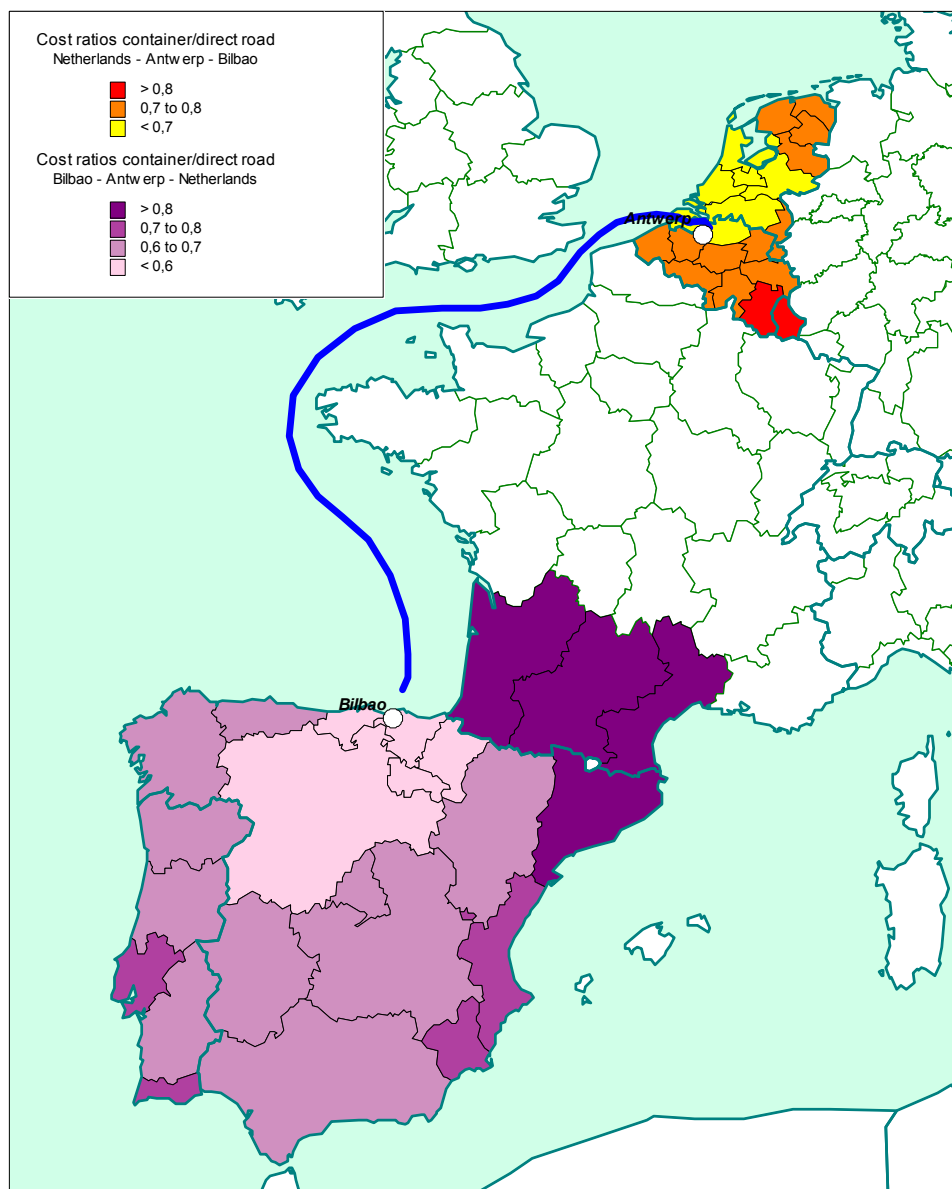 Cost ratios container/direct road
Netherlands - Antwerp - Bilbao
> 0,8
0,7 to 0,8
< 0,7
Cost ratios container/direct road
Bilbao - Antwerp - Netherlands
> 0,8
0,7 to 0,8
0,6 to 0,7
< 0,6
Antwerp
Bilbao